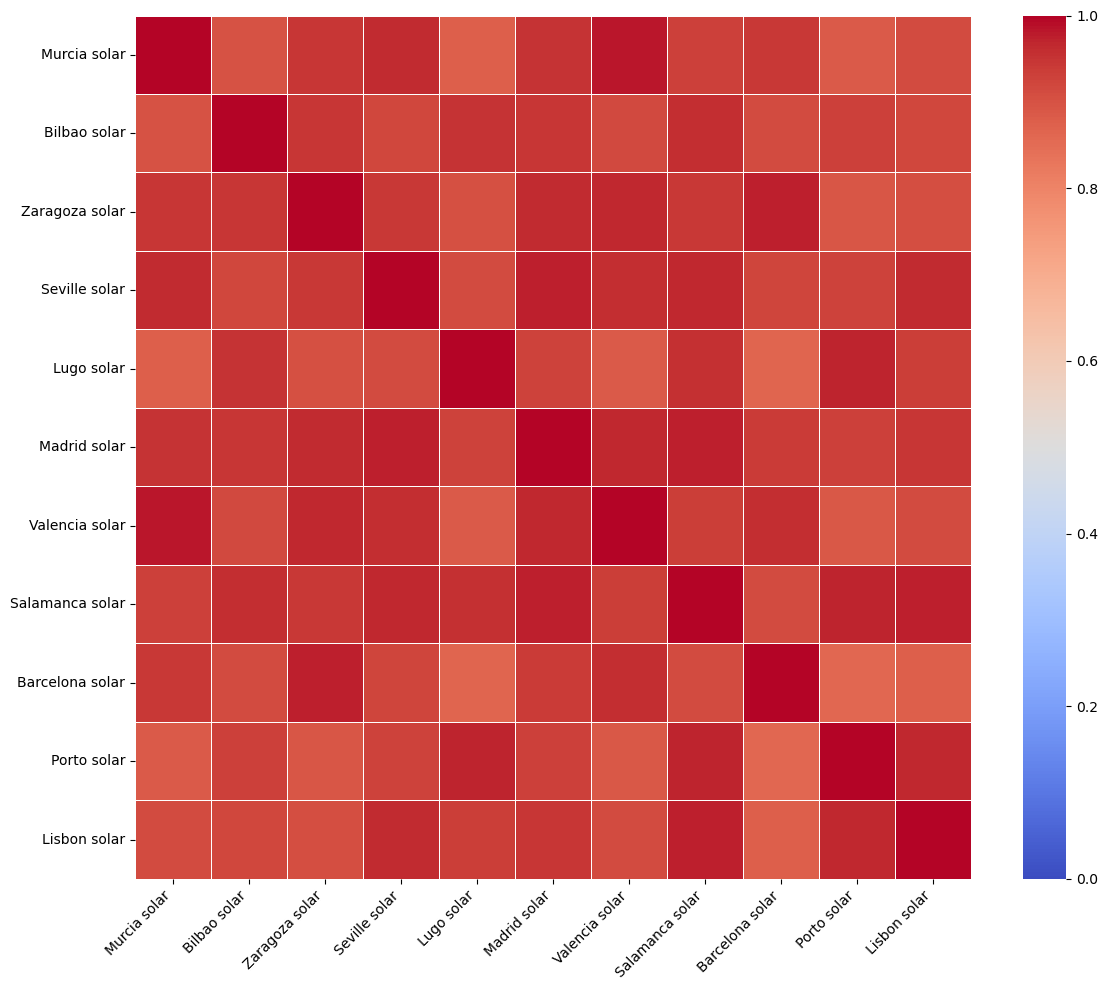 Murcia solar
Bilbao solar
Zaragoza solar
Seville solar
Lugo solar
Madrid solar
Valencia solar
Salamanca solar
Barcelona solar
Porto solar
Lisbon solar
Murcia solar
Bilbao solar
Zaragoza solar
Seville solar
Lugo solar
Madrid solar
Valencia solar
Salamanca solar
Barcelona solar
Porto solar
Lisbon solar
1.0
0.8
0.6
0.4
0.2
0.0